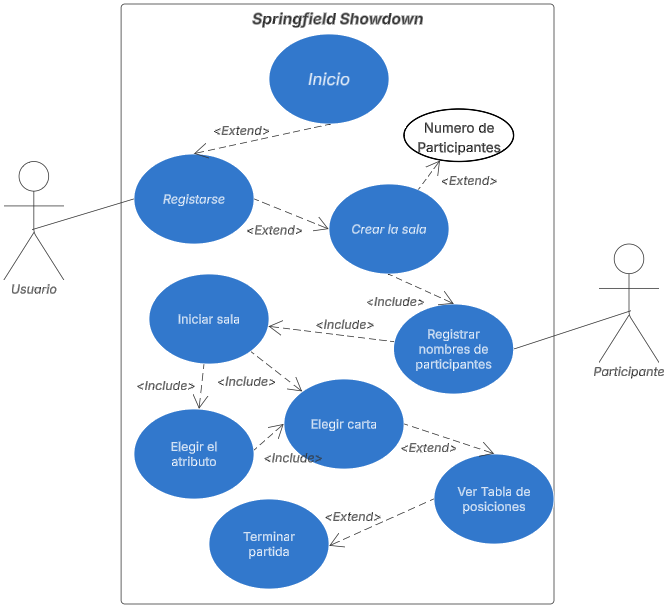 Springfield Showdown
Inicio
<Extend>
Numero de
Participantes
<Extend>
Registarse
<Extend>
Crear la sala
Usuario
<Include>
Iniciar sala
<Include>
Registrar
nombres de
participantes
Participante
<Include>
<Include>
Elegir carta
Elegir el
atributo
<Include>
<Extend>
Ver Tabla de
posiciones
<Extend>
Terminar
partida